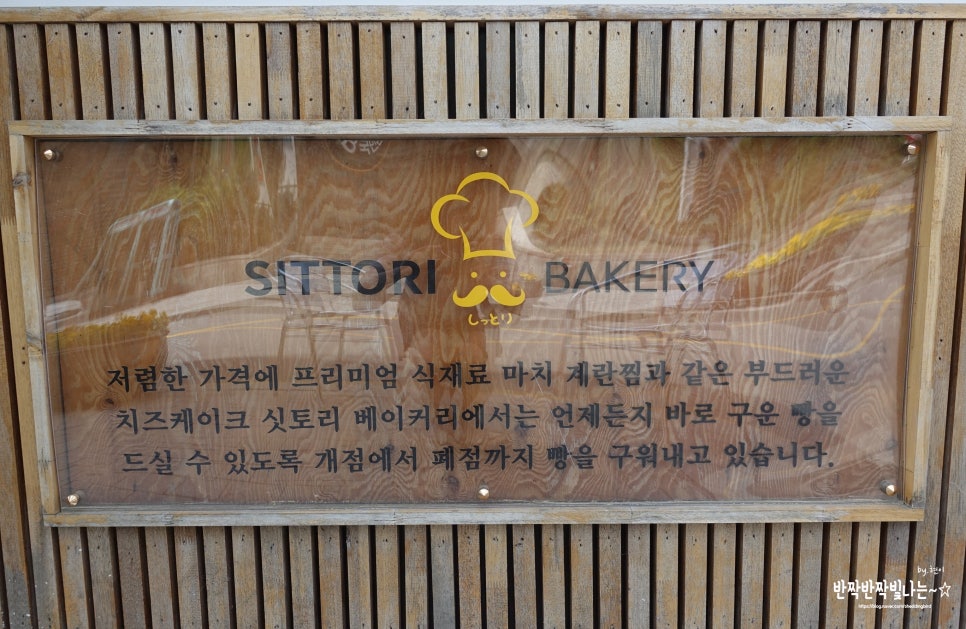 SITTORI BAKERY
しっとり
저렴한 가격에 프리미엄 식재료 마치 계란찜과 같은 부드러운
치즈케이크 싯토리 베이커리에서는 언제든지 바로 구운 빵을
드실 수 있도록 개점에서 폐점까지 빵을 구워내고 있습니다.
by.현이
반짝반짝빛나는~☆